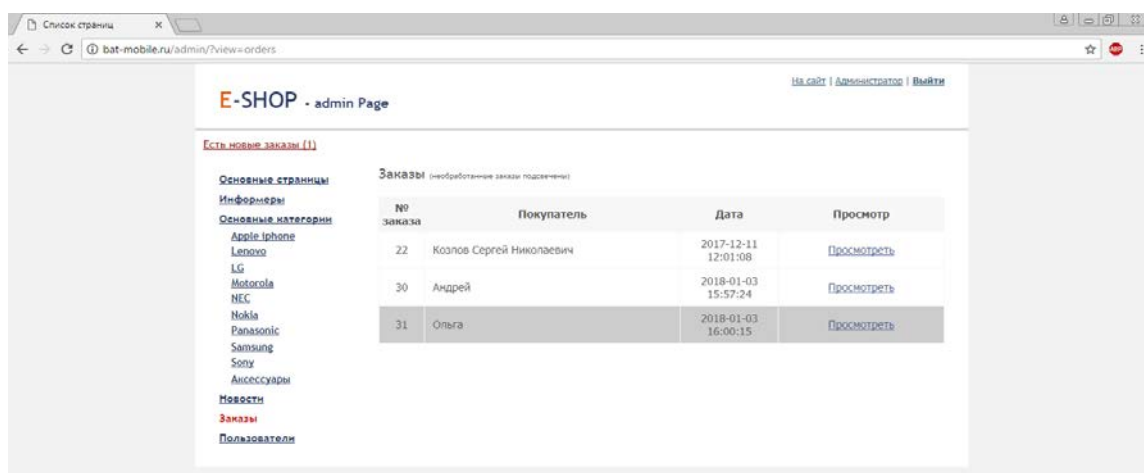 Список страниц
bat-mobile.ru/admin/?view=orders
ABP
E-SHOP - admin Page
На сайт | Администратор | Выйти
Есть новые заказы (1)
Основные страницы
Информеры
Основные категории
Apple iphone
Lenovo
LG
Motorola
NEC
Nokia
Panasonic
Samsung
Sony
Аксессуары
Новости
Заказы
Пользователи
Заказы (необработанные заказы подсвечены)
№ заказа Покупатель Дата Просмотр
22 Козлов Сергей Николаевич 2017-12-11 12:01:08 Просмотреть
30 Андрей 2018-01-03 15:57:24 Просмотреть
31 Ольга 2018-01-03 16:00:15 Просмотреть